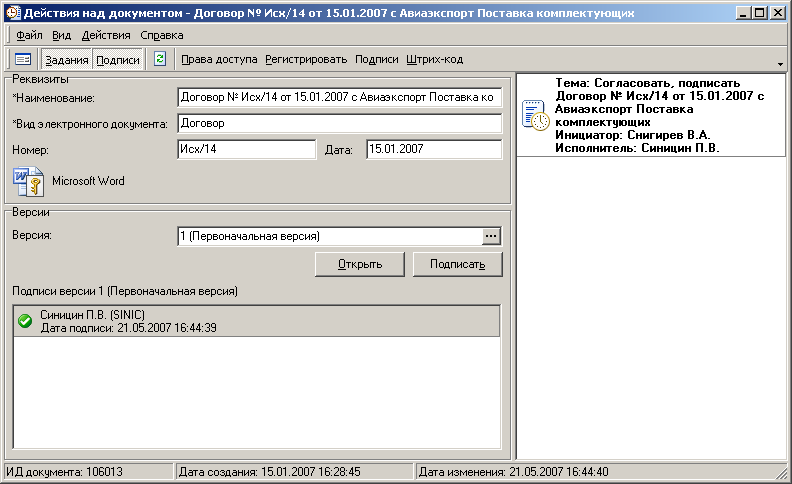 Действия над документом - Договор № Исх/14 от 15.01.2007 с Авиаэкспорт Поставка комплектующих
Файл Вид Действия Справка
Задания Подписи Права доступа Регистрировать Подписи Штрих-код
Реквизиты
*Наименование: Договор № Исх/14 от 15.01.2007 с Авиаэкспорт Поставка ко
*Вид электронного документа: Договор
Номер: Исх/14 Дата: 15.01.2007
Microsoft Word
Версии
Версия: 1 (Первоначальная версия) ...
Открыть Подписать
Подписи версии 1 (Первоначальная версия)
Синицин П.В. (SINIC)
Дата подписи: 21.05.2007 16:44:39
Тема: Согласовать, подписать
Договор № Исх/14 от 15.01.2007 с
Авиаэкспорт Поставка
комплектующих
Инициатор: Снигирев В.А.
Исполнитель: Синицин П.В.
ИД документа: 106013 Дата создания: 15.01.2007 16:28:45 Дата изменения: 21.05.2007 16:44:40